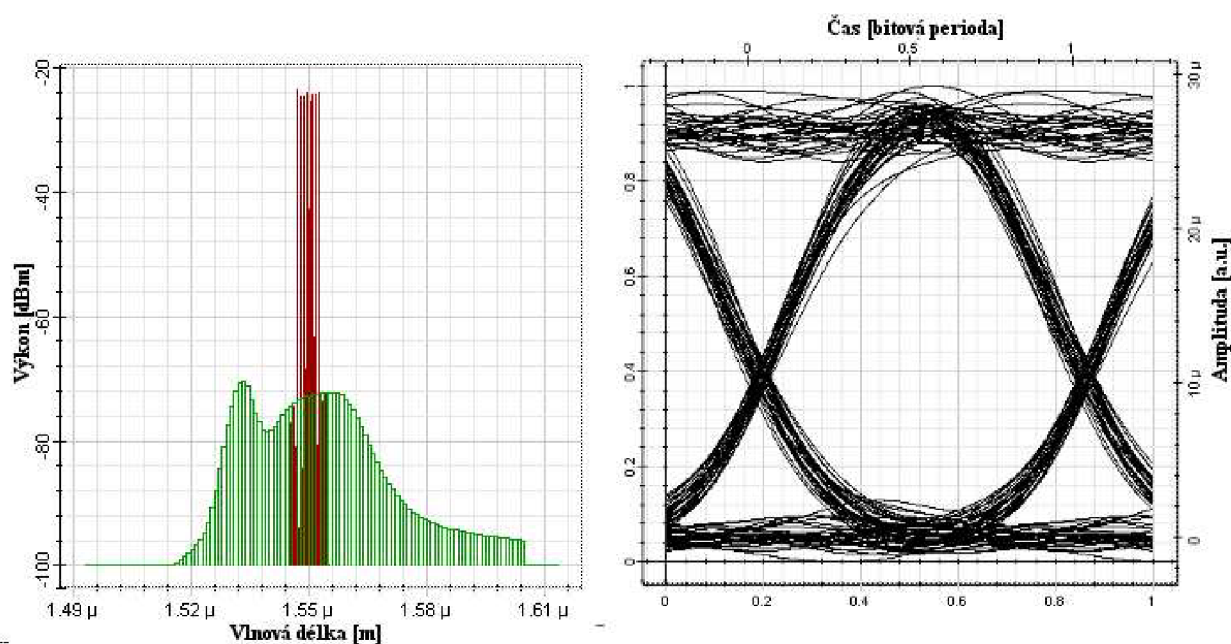 Čas [bitová perioda]
0
0.5
1
-20
-40
-60
-80
-100
Výkon [dBm]
1.49 µ
1.52 µ
1.55 µ
1.58 µ
1.61 µ
Vlnová délka [m]
1
0.8
0.6
0.4
0.2
0
0
0.2
0.4
0.6
0.8
1
30 µ
20 µ
10 µ
0
Amplituda [a.u.]